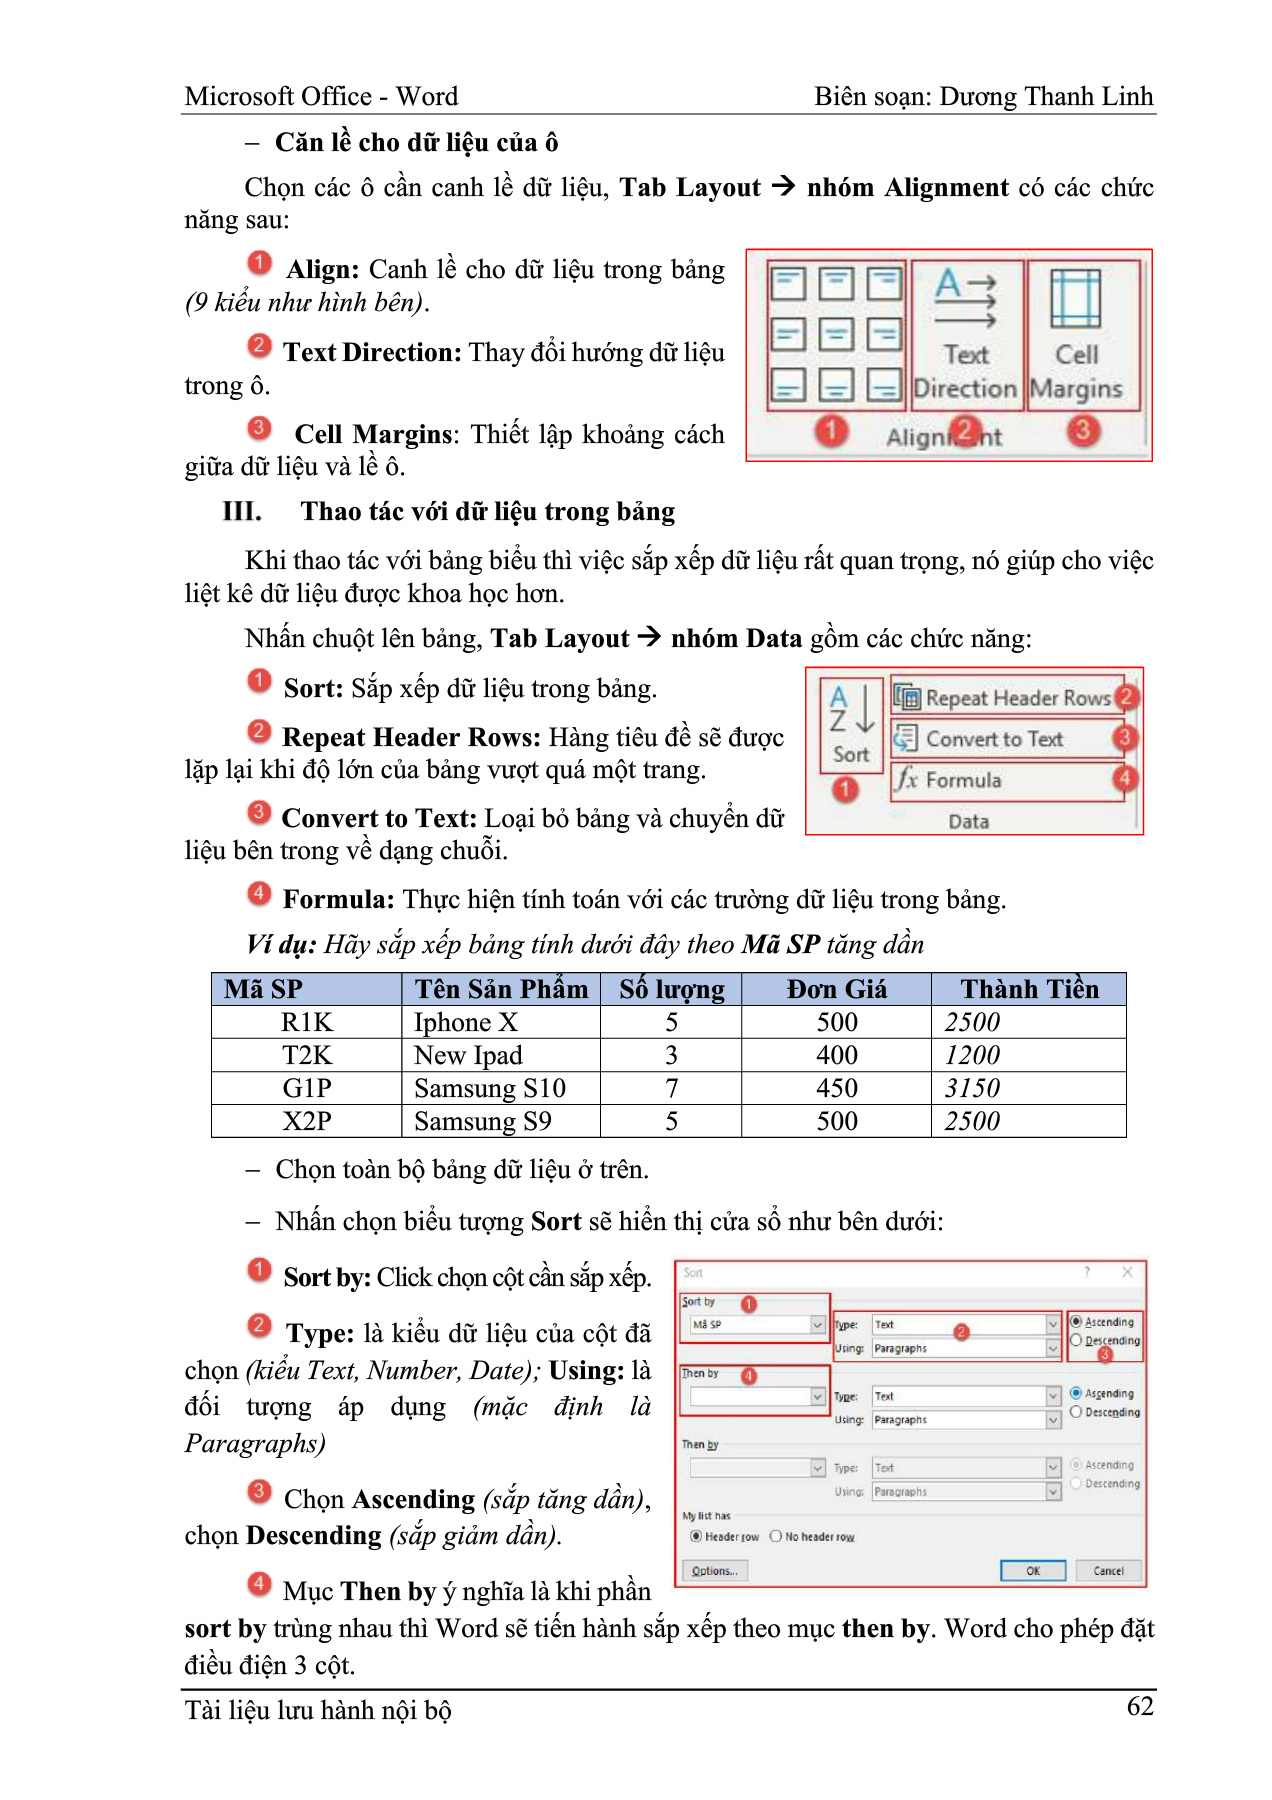 Microsoft Office - Word Biên soạn: Dương Thanh Linh
– Căn lề cho dữ liệu của ô
Chọn các ô cần canh lề dữ liệu, Tab Layout → nhóm Alignment có các chức
năng sau:
1 Align: Canh lề cho dữ liệu trong bảng
(9 kiểu như hình bên).
2 Text Direction: Thay đổi hướng dữ liệu
trong ô.
3 Cell Margins: Thiết lập khoảng cách
giữa dữ liệu và lề ô.
A
Text Cell
Direction Margins
1 2 3
Alignment
III. Thao tác với dữ liệu trong bảng
Khi thao tác với bảng biểu thì việc sắp xếp dữ liệu rất quan trọng, nó giúp cho việc
liệt kê dữ liệu được khoa học hơn.
Nhấn chuột lên bảng, Tab Layout → nhóm Data gồm các chức năng:
1 Sort: Sắp xếp dữ liệu trong bảng.
2 Repeat Header Rows: Hàng tiêu đề sẽ được
lặp lại khi độ lớn của bảng vượt quá một trang.
3 Convert to Text: Loại bỏ bảng và chuyển dữ
liệu bên trong về dạng chuỗi.
A Z Sort 1
Repeat Header Rows 2
Convert to Text 3
fx Formula 4
Data
4 Formula: Thực hiện tính toán với các trường dữ liệu trong bảng.
Ví dụ: Hãy sắp xếp bảng tính dưới đây theo Mã SP tăng dần
Mã SP Tên Sản Phẩm Số lượng Đơn Giá Thành Tiền
R1K Iphone X 5 500 2500
T2K New Ipad 3 400 1200
G1P Samsung S10 7 450 3150
X2P Samsung S9 5 500 2500
– Chọn toàn bộ bảng dữ liệu ở trên.
– Nhấn chọn biểu tượng Sort sẽ hiển thị cửa sổ như bên dưới:
1 Sort by: Click chọn cột cần sắp xếp.
2 Type: là kiểu dữ liệu của cột đã
chọn (kiểu Text, Number, Date); Using: là
đối tượng áp dụng (mặc định là
Paragraphs)
3 Chọn Ascending (sắp tăng dần),
chọn Descending (sắp giảm dần).
Sort ? X
Sort by 1
Mã SP Type: Text 2 Ascending
Using: Paragraphs Descending 3
Then by 4
Type: Text Ascending
Using: Paragraphs Descending
Then by
Type: Text Ascending
Using: Paragraphs Descending
My list has
Header row No header row
Options... OK Cancel
4 Mục Then by ý nghĩa là khi phần
sort by trùng nhau thì Word sẽ tiến hành sắp xếp theo mục then by. Word cho phép đặt
điều điện 3 cột.
Tài liệu lưu hành nội bộ 62